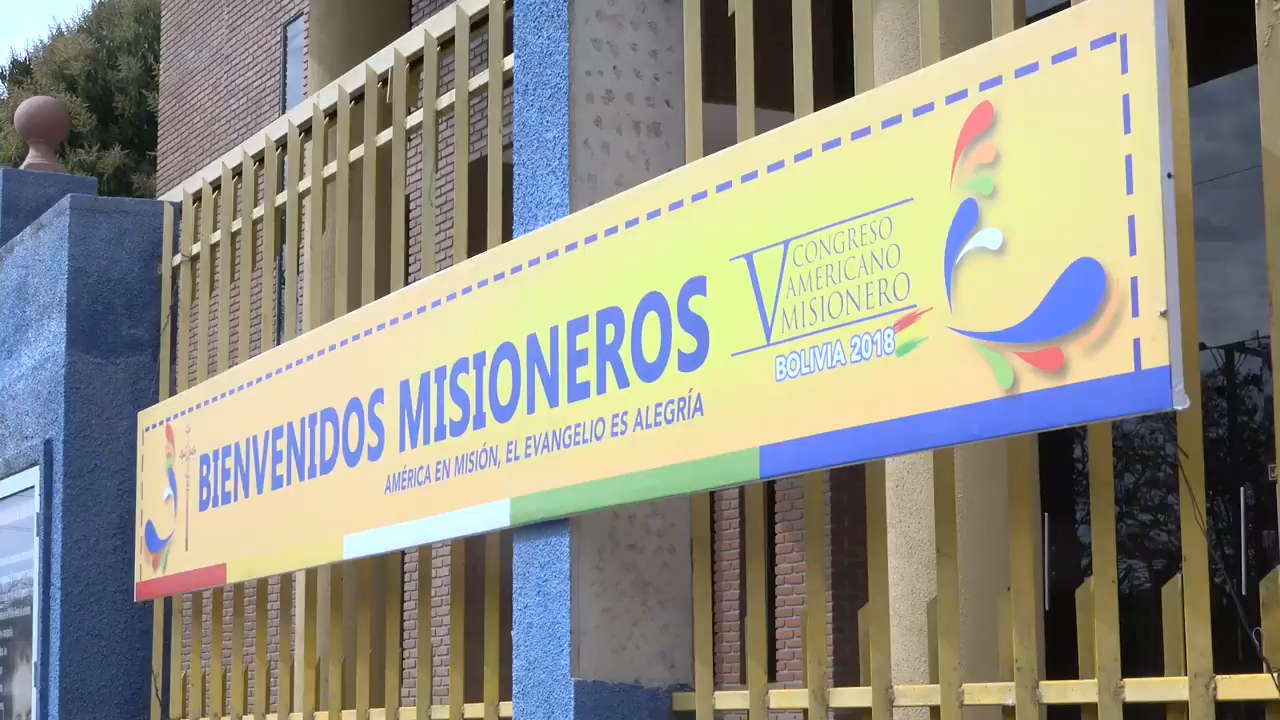 BIENVENIDOS MISIONEROS
AMÉRICA EN MISIÓN, EL EVANGELIO ES ALEGRÍA
V CONGRESO
AMERICANO
MISIONERO
BOLIVIA 2018